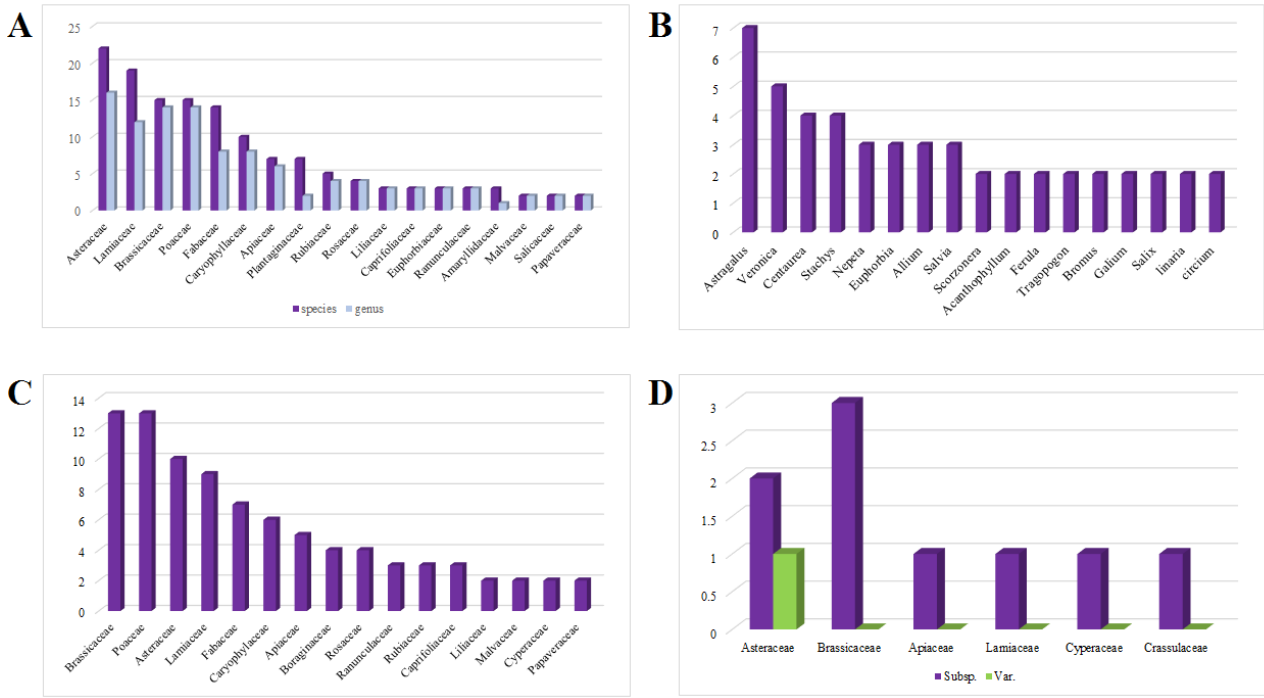 A
25
20
15
10
5
0
Asteraceae
Lamiaceae
Brassicaceae
Poaceae
Fabaceae
Caryophyllaceae
Apiaceae
Plantaginaceae
Rubiaceae
Rosaceae
Liliaceae
Caprifoliaceae
Euphorbiaceae
Ranunculaceae
Amaryllidaceae
Malvaceae
Salicaceae
Papaveraceae
species genus
B
7
6
5
4
3
2
1
0
Astragalus
Veronica
Centaurea
Stachys
Nepeta
Euphorbia
Allium
Salvia
Scorzonera
Acanthophyllum
Ferula
Tragopogon
Bromus
Galium
Salix
linaria
circium
C
14
12
10
8
6
4
2
0
Brassicaceae
Poaceae
Asteraceae
Lamiaceae
Fabaceae
Caryophylaceae
Apiaceae
Boraginaceae
Rosaceae
Ranunculaceae
Rubiaceae
Caprifoliaceae
Liliaceae
Malvaceae
Cyperaceae
Papaveraceae
D
3
2.5
2
1.5
1
0.5
0
Asteraceae Brassicaceae Apiaceae Lamiaceae Cyperaceae Crassulaceae
Subsp. Var.